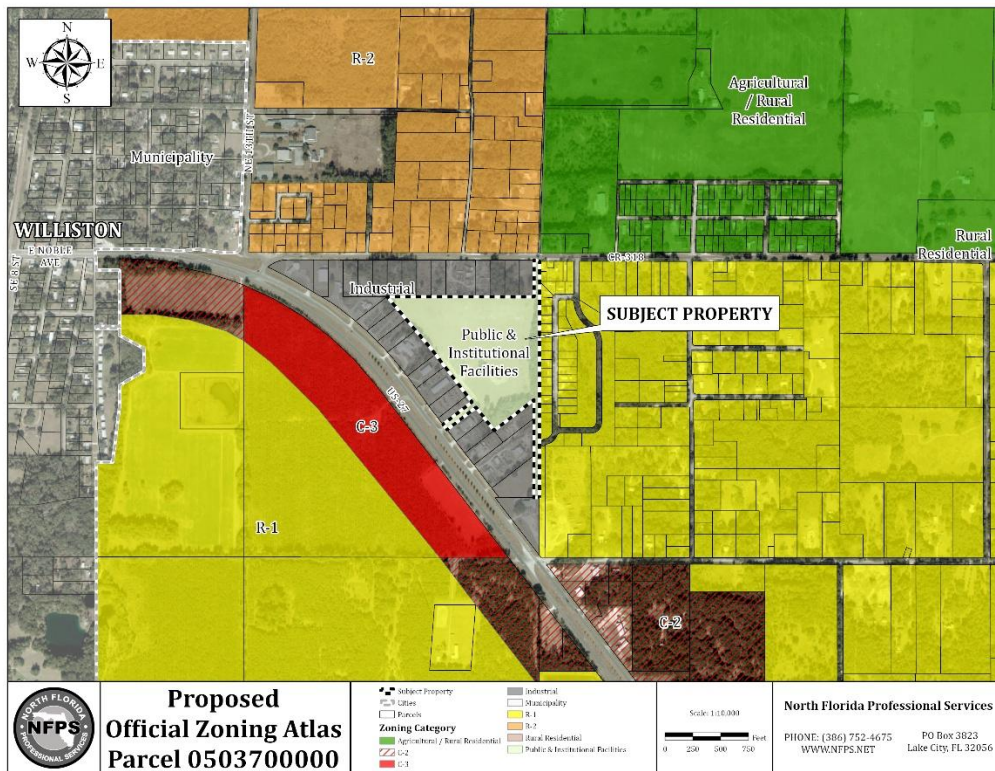 N
W E
S
R-2
Agricultural
/ Rural
Residential
Municipality
NE 43TH ST
WILLISTON
E NOBLE
AVE
SE 8 ST
CR-318
Rural
Residential
Industrial
SUBJECT PROPERTY
Public &
Institutional
Facilities
US-27
C-3
R-1
C-2
NORTH FLORIDA
NFPS
PROFESSIONAL SERVICES
Proposed
Official Zoning Atlas
Parcel 0503700000
Subject Property
Cities
Parcels
Zoning Category
Agricultural / Rural Residential
C-2
C-3
Industrial
Municipality
R-1
R-2
Rural Residential
Public & Institutional Facilities
Scale: 1:10,000
Feet
0 250 500 750
North Florida Professional Services
PHONE: (386) 752-4675
WWW.NFPS.NET
PO Box 3823
Lake City, FL 32056